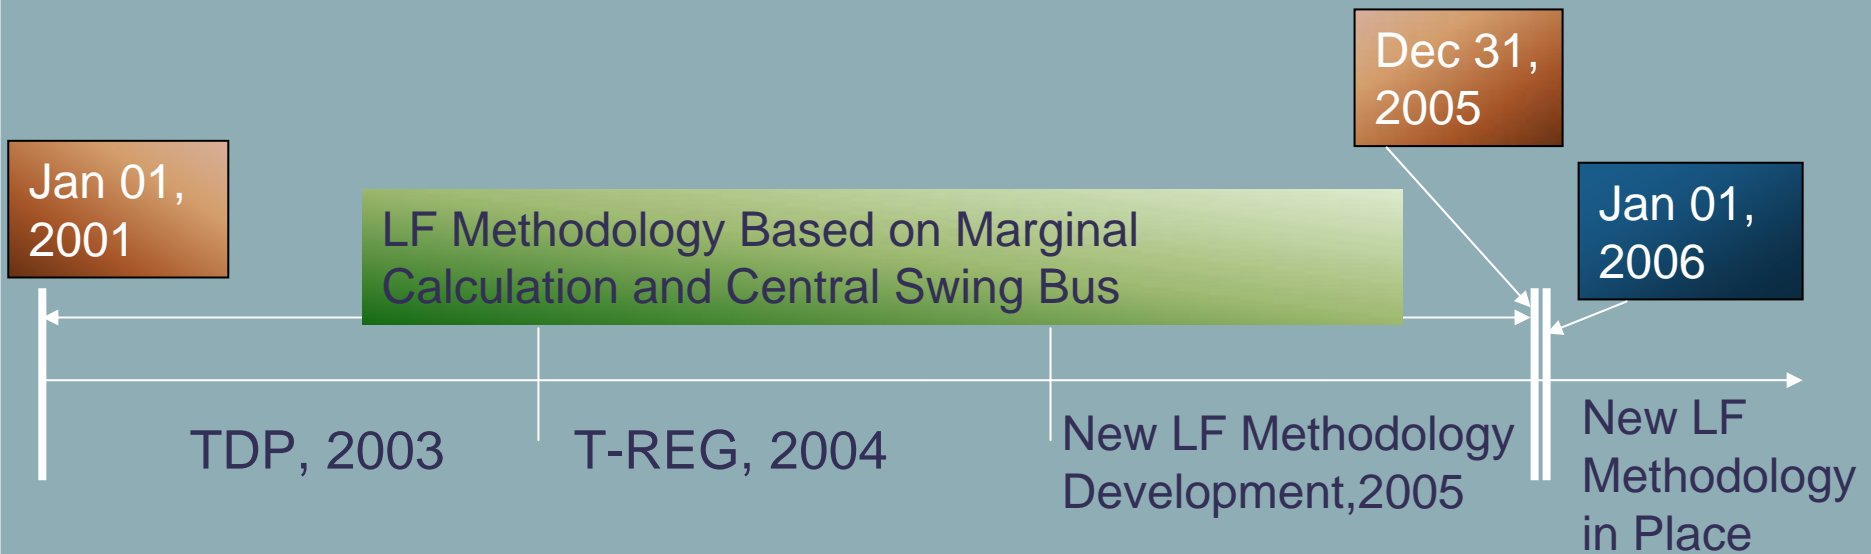 Dec 31,
2005
Jan 01,
2001
LF Methodology Based on Marginal
Calculation and Central Swing Bus
Jan 01,
2006
TDP, 2003
T-REG, 2004
New LF Methodology
Development,2005
New LF
Methodology
in Place